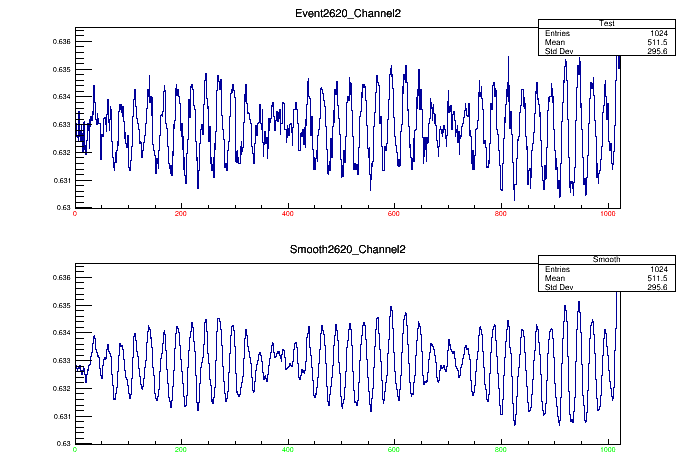 Event2620_Channel2
Test
Entries 1024
Mean 511.5
Std Dev 295.6
0.636
0.635
0.634
0.633
0.632
0.631
0.63
0 200 400 600 800 1000
Smooth2620_Channel2
Smooth
Entries 1024
Mean 511.5
Std Dev 295.6
0.636
0.635
0.634
0.633
0.632
0.631
0.63
0 200 400 600 800 1000